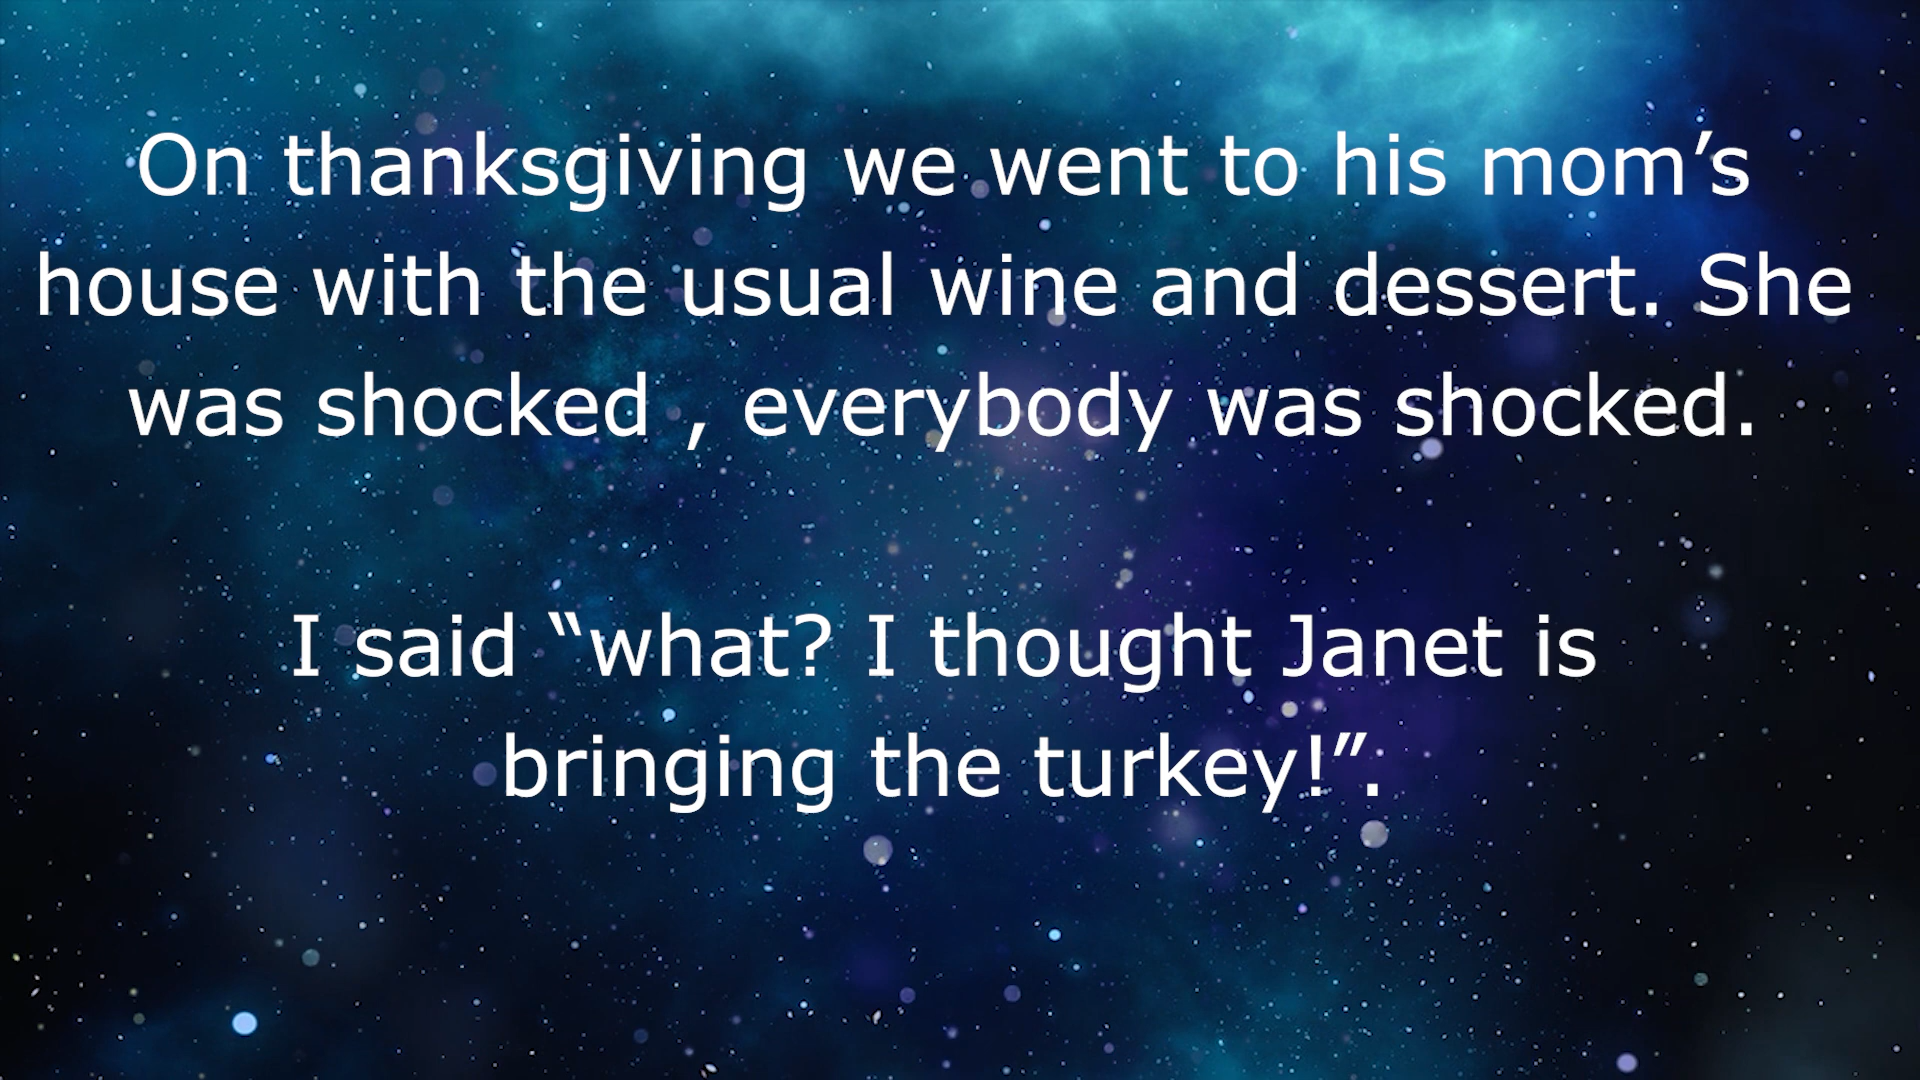 On thanksgiving we went to his mom’s
house with the usual wine and dessert. She
was shocked , everybody was shocked.
I said “what? I thought Janet is
bringing the turkey!”.